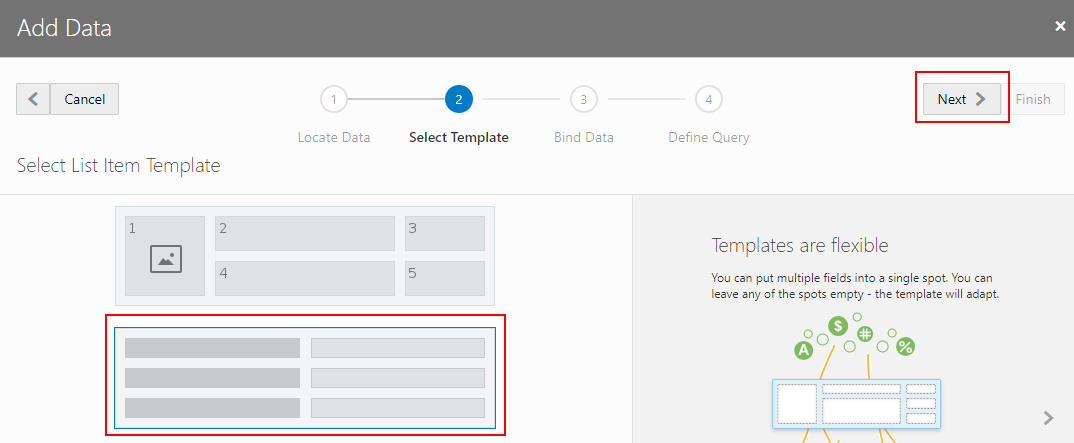 Add Data
Cancel
1
2
3
4
Next
Finish
Locate Data
Select Template
Bind Data
Define Query
Select List Item Template
1
2
3
4
5
Templates are flexible
You can put multiple fields into a single spot. You can
leave any of the spots empty - the template will adapt.
$
A
#
%